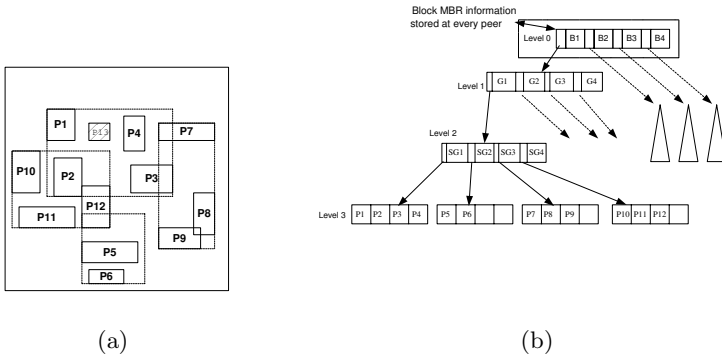 P1
P13
P4
P7
P10
P2
P3
P12
P11
P8
P9
P5
P6
(a)
Block MBR information
stored at every peer
Level 0
B1 B2 B3 B4
Level 1
G1 G2 G3 G4
Level 2
SG1 SG2 SG3 SG4
Level 3
P1 P2 P3 P4
P5 P6
P7 P8 P9
P10 P11 P12
(b)